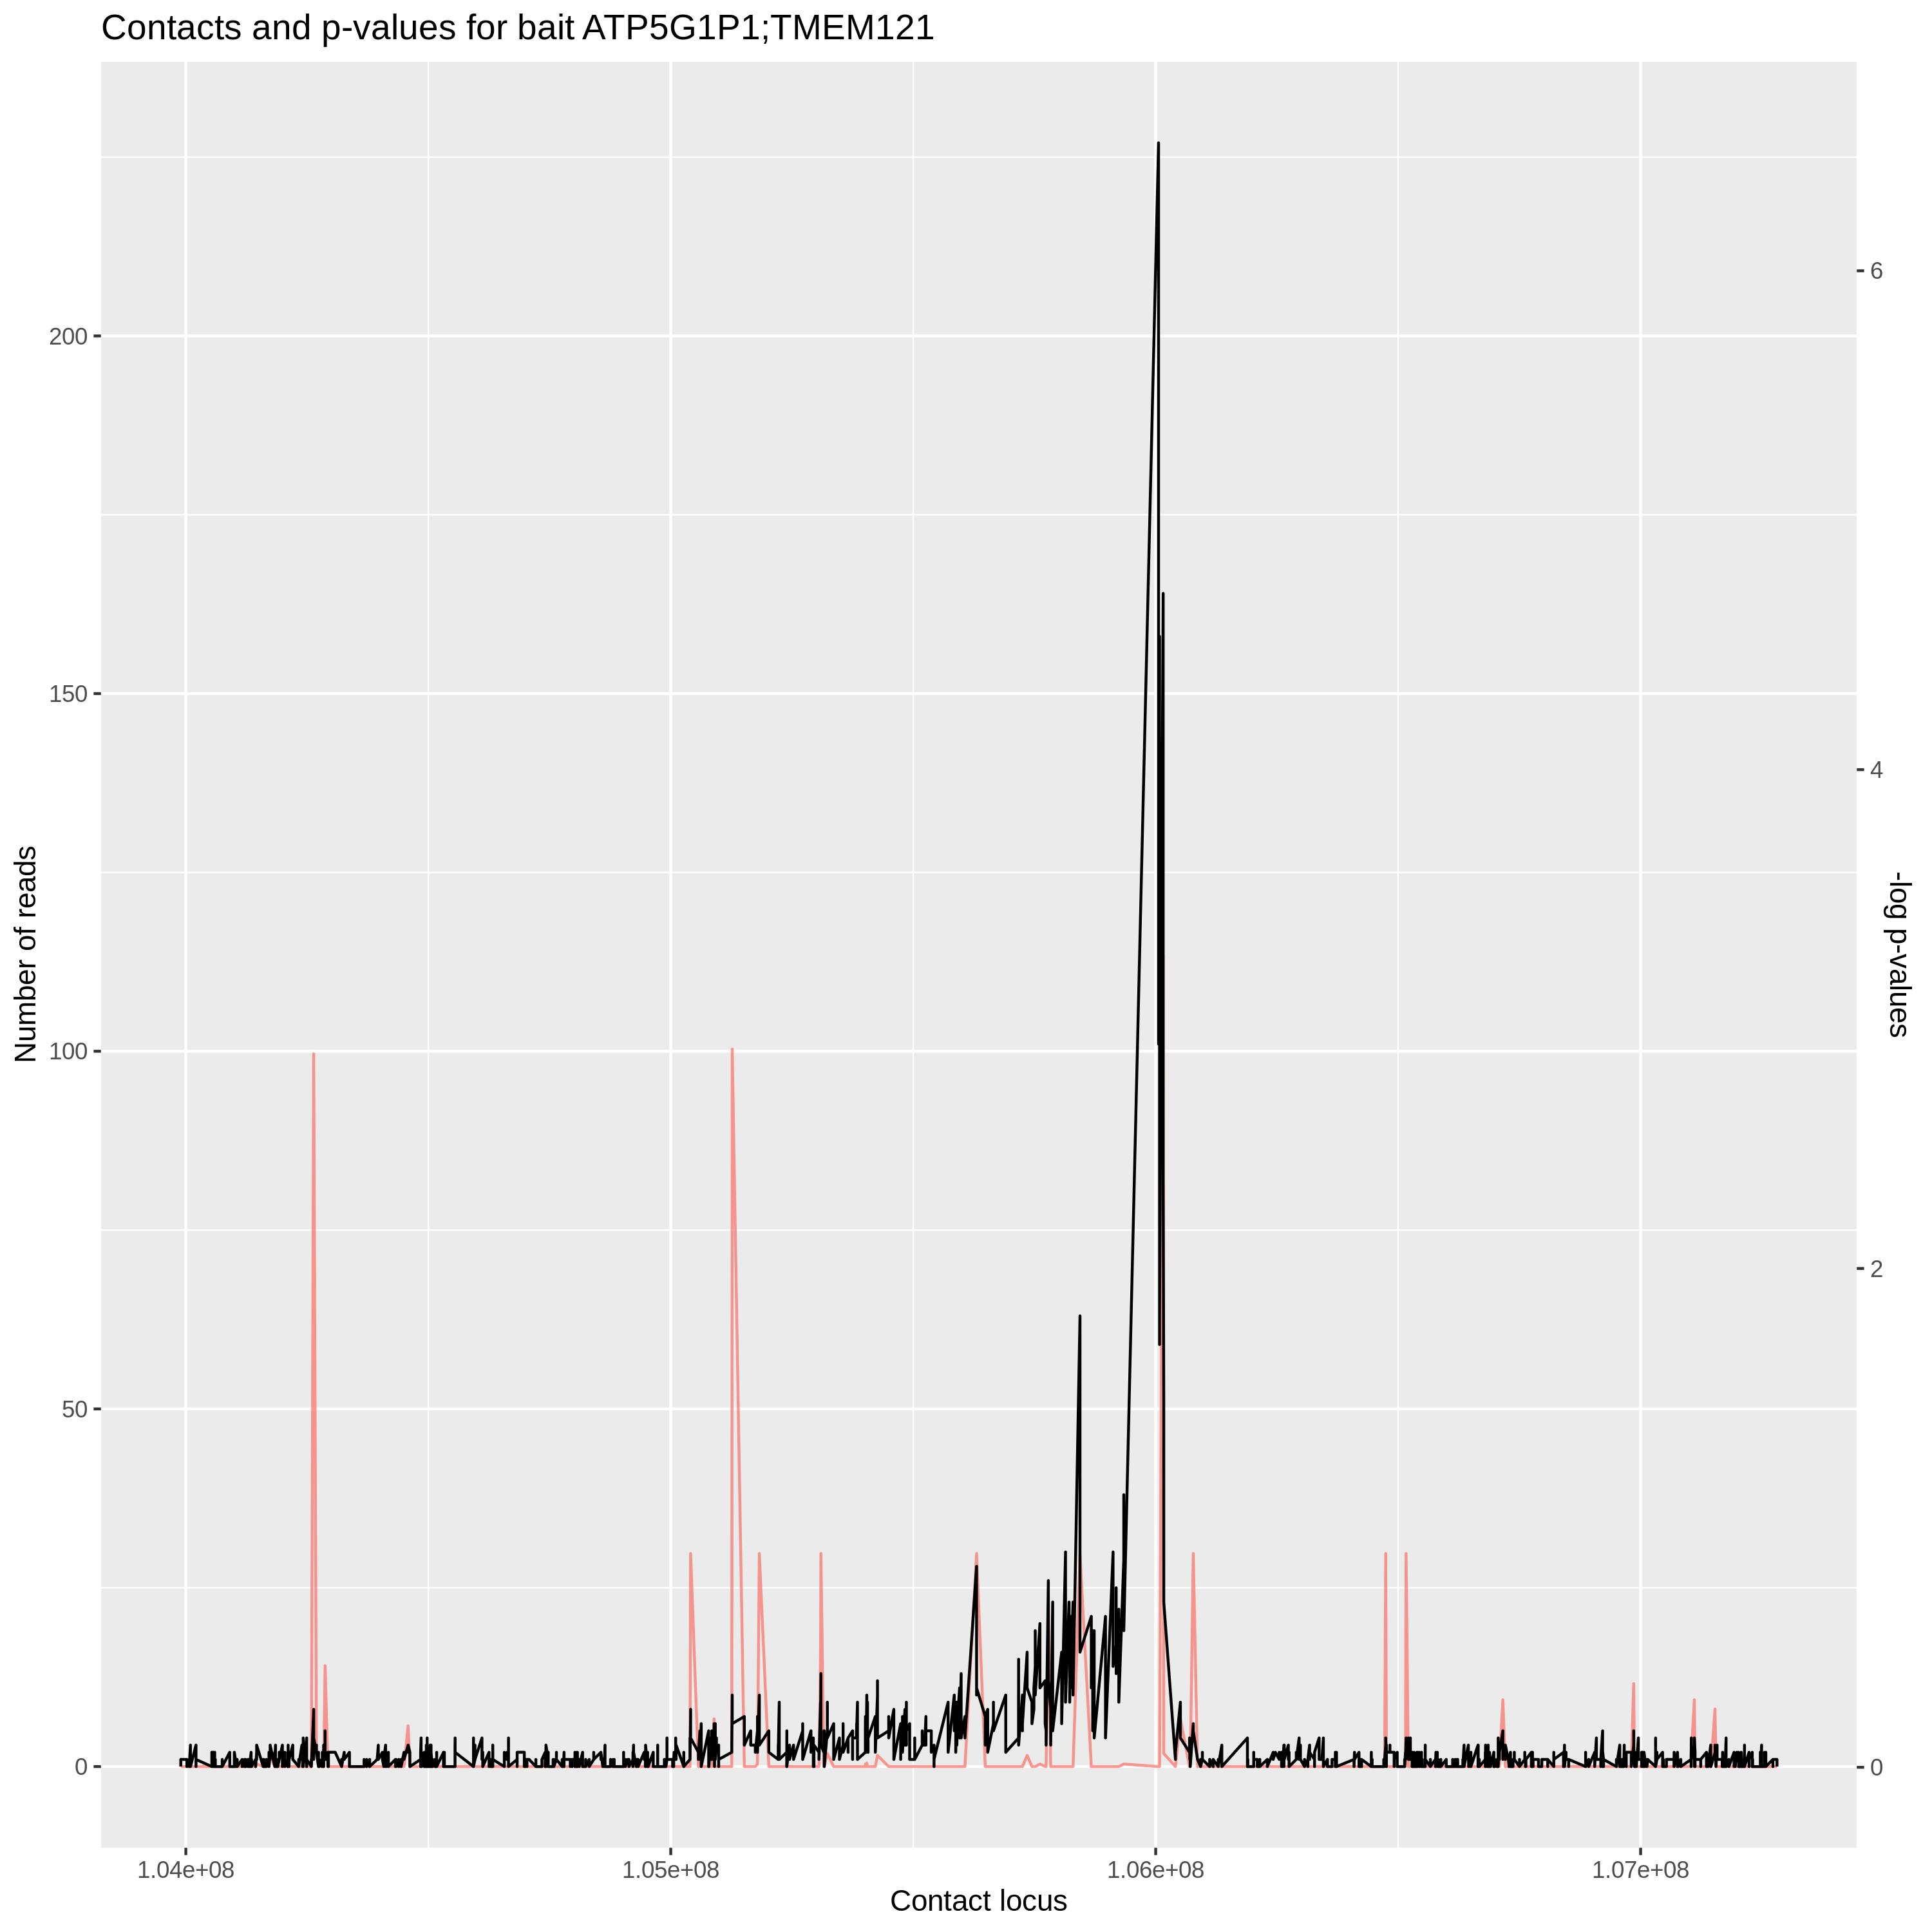 Contacts and p-values for bait ATP5G1P1;TMEM121
Number of reads
200
150
100
50
0
6
4
2
0
-log p-values
1.04e+08 1.05e+08 1.06e+08 1.07e+08
Contact locus